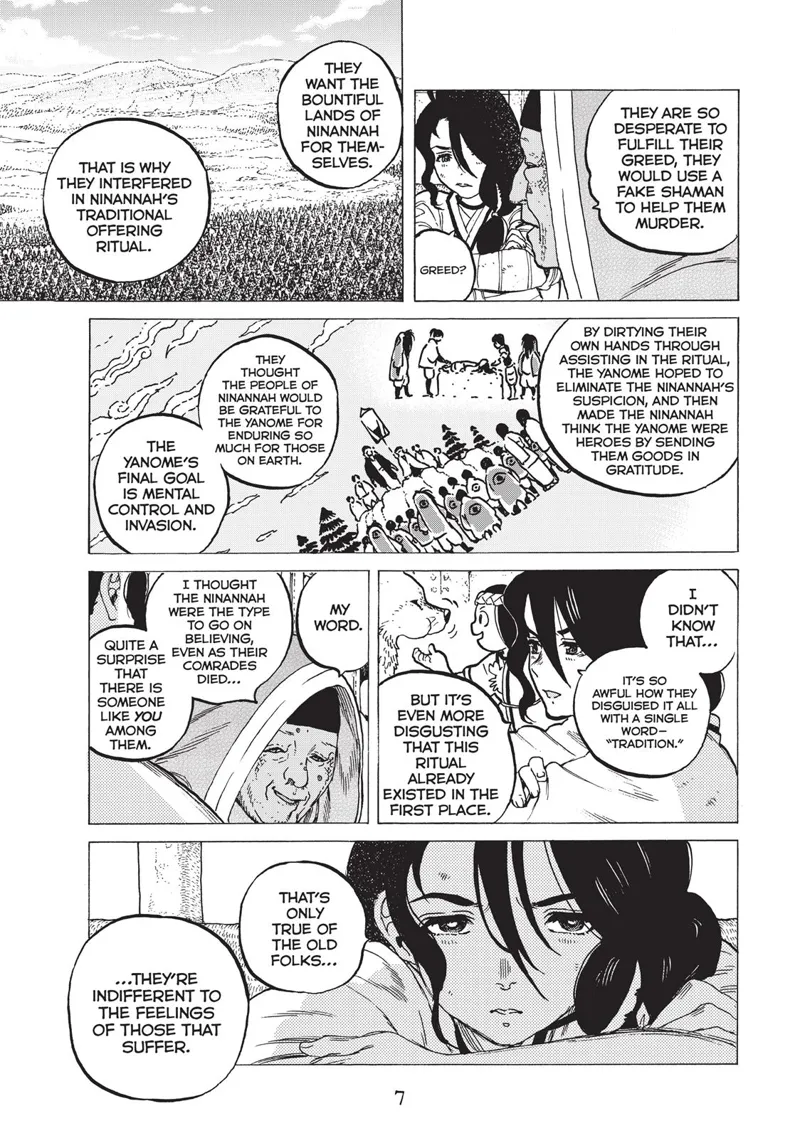 THEY ARE SO
DESPERATE TO
FULFILL THEIR
GREED, THEY
WOULD USE A
FAKE SHAMAN
TO HELP THEM
MURDER.
GREED?
THEY
WANT THE
BOUNTIFUL
LANDS OF
NINANNAH
FOR THEM-
SELVES.
THAT IS WHY
THEY INTERFERED
IN NINANNAH'S
TRADITIONAL
OFFERING
RITUAL.
BY DIRTYING THEIR
OWN HANDS THROUGH
ASSISTING IN THE RITUAL,
THE YANOME HOPED TO
ELIMINATE THE NINANNAH'S
SUSPICION, AND THEN
MADE THE NINANNAH
THINK THE YANOME WERE
HEROES BY SENDING
THEM GOODS IN
GRATITUDE.
THEY
THOUGHT
THE PEOPLE OF
NINANNAH WOULD
BE GRATEFUL TO
THE YANOME FOR
ENDURING SO
MUCH FOR THOSE
ON EARTH.
THE
YANOME'S
FINAL GOAL
IS MENTAL
CONTROL AND
INVASION.
I
DIDN'T
KNOW
THAT...
IT'S SO
AWFUL HOW THEY
DISGUISED IT ALL
WITH A SINGLE
WORD—
"TRADITION."
BUT IT'S
EVEN MORE
DISGUSTING
THAT THIS
RITUAL
ALREADY
EXISTED IN THE
FIRST PLACE.
MY
WORD.
I THOUGHT
THE NINANNAH
WERE THE TYPE
TO GO ON
BELIEVING,
EVEN AS THEIR
COMRADES
DIED...
QUITE A
SURPRISE
THAT
THERE IS
SOMEONE
LIKE YOU
AMONG
THEM.
THAT'S
ONLY
TRUE OF
THE OLD
FOLKS...
...THEY'RE
INDIFFERENT TO
THE FEELINGS
OF THOSE THAT
SUFFER.
7